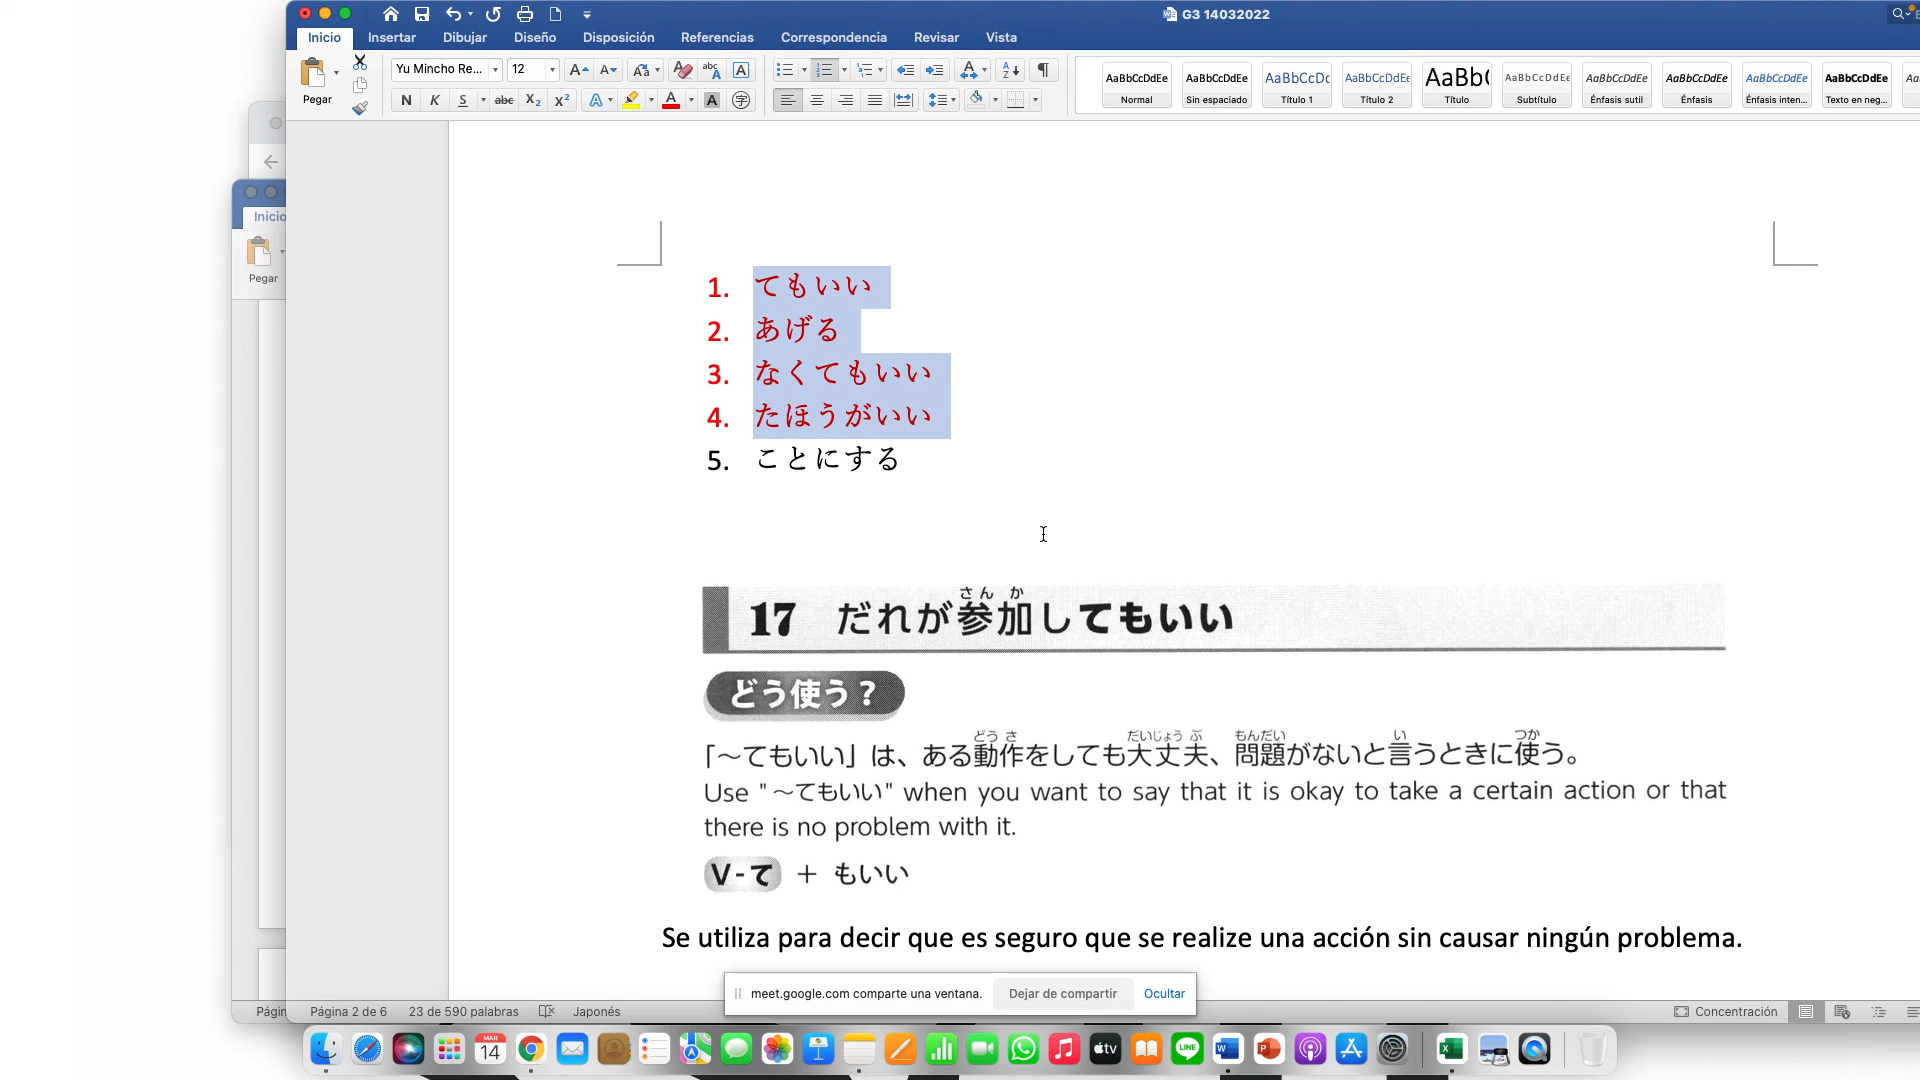 G3 14032022
Inicio Insertar Dibujar Diseño Disposición Referencias Correspondencia Revisar Vista
Pegar
Yu Mincho Re... 12
N K S abc X₂ X²
AaBbCcDdEe Normal
AaBbCcDdEe Sin espaciado
AaBbCcDc Título 1
AaBbCcDdEe Título 2
AaBb( Título
AaBbCcDdEe Subtítulo
AaBbCcDdEe Énfasis sutil
AaBbCcDdEe Énfasis
AaBbCcDdEe Énfasis inten...
AaBbCcDdEe Texto en neg...
Inicio
Pegar
1. てもいい
2. あげる
3. なくてもいい
4. たほうがいい
5. ことにする
さん か
17 だれが参加してもいい
どう使う？
どう さ だいじょう ぶ もんだい い つか
「～てもいい」は、ある動作をしても大丈夫、問題がないと言うときに使う。
Use "～てもいい" when you want to say that it is okay to take a certain action or that
there is no problem with it.
V-て ＋ もいい
Se utiliza para decir que es seguro que se realize una acción sin causar ningún problema.
meet.google.com comparte una ventana. Dejar de compartir Ocultar
Págin
Página 2 de 6 23 de 590 palabras Japonés Concentración
MAR
14
tv
LINE